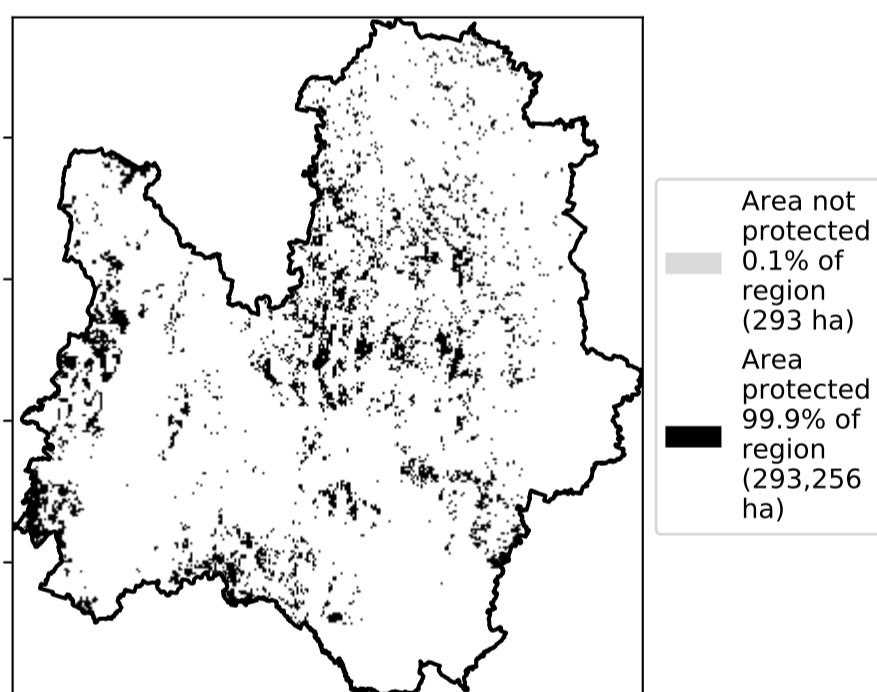 Area not
protected
0.1% of
region
(293 ha)
Area
protected
99.9% of
region
(293,256
ha)